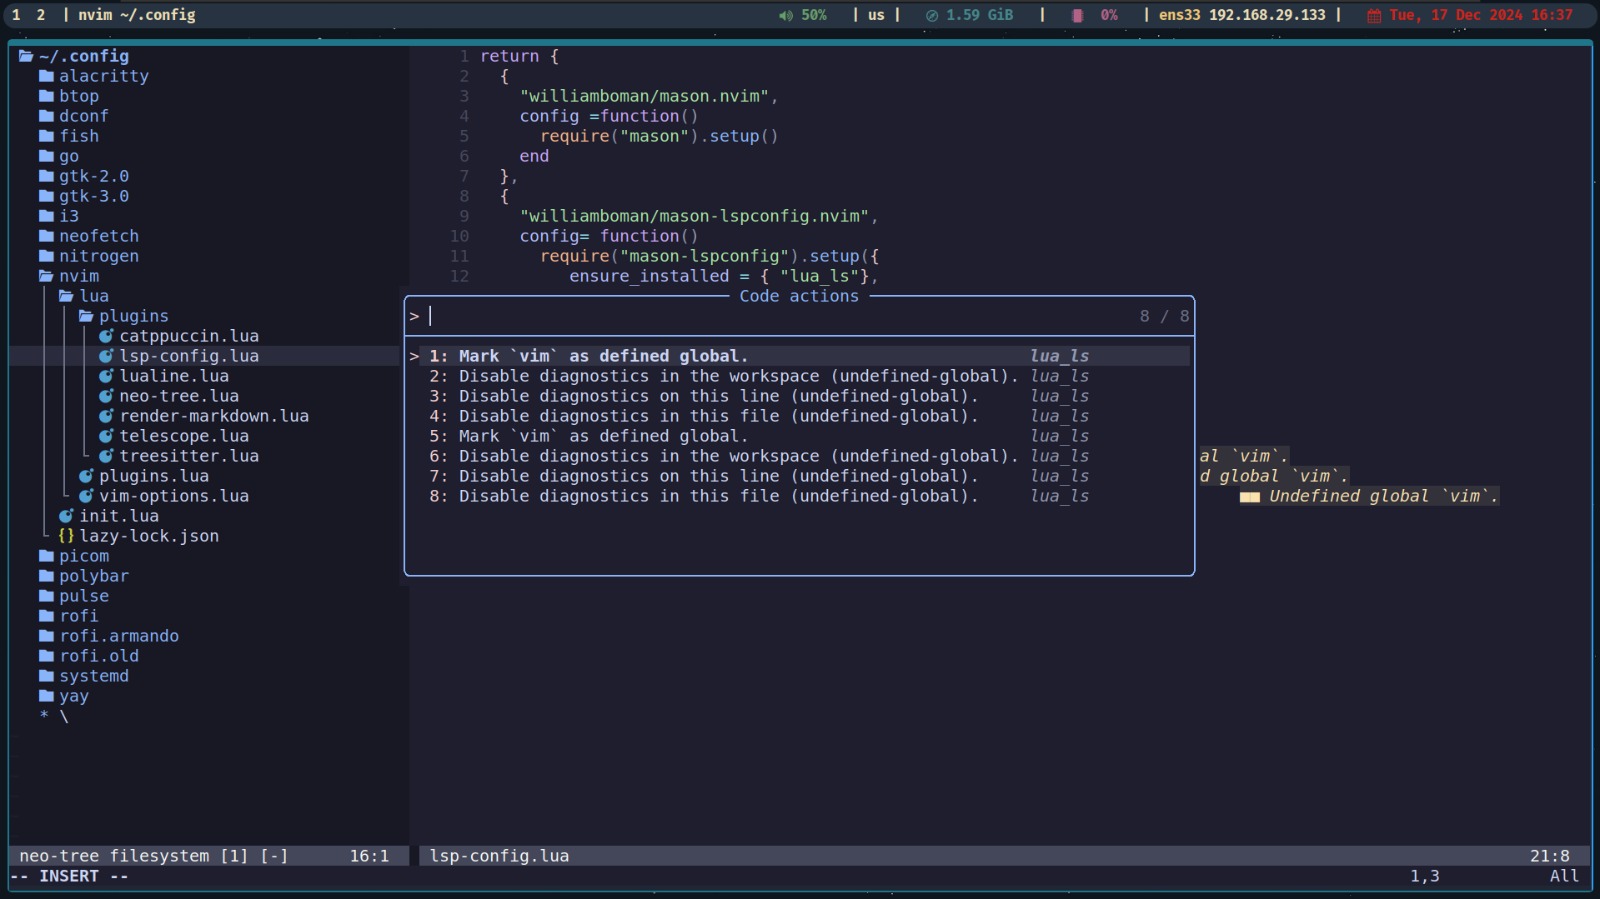 1 2 | nvim ~/.config 50% | us | 1.59 GiB | 0% | ens33 192.168.29.133 | Tue, 17 Dec 2024 16:37
~/.config
alacritty
btop
dconf
fish
go
gtk-2.0
gtk-3.0
i3
neofetch
nitrogen
nvim
lua
plugins
catppuccin.lua
lsp-config.lua
lualine.lua
neo-tree.lua
render-markdown.lua
telescope.lua
treesitter.lua
plugins.lua
vim-options.lua
init.lua
{} lazy-lock.json
picom
polybar
pulse
rofi
rofi.armando
rofi.old
systemd
yay
* \
neo-tree filesystem [1] [-] 16:1
1 return {
2 {
3 "williamboman/mason.nvim",
4 config =function()
5 require("mason").setup()
6 end
7 },
8 {
9 "williamboman/mason-lspconfig.nvim",
10 config= function()
11 require("mason-lspconfig").setup({
12 ensure_installed = { "lua_ls"},
Code actions
> 8 / 8
> 1: Mark `vim` as defined global. lua_ls
2: Disable diagnostics in the workspace (undefined-global). lua_ls
3: Disable diagnostics on this line (undefined-global). lua_ls
4: Disable diagnostics in this file (undefined-global). lua_ls
5: Mark `vim` as defined global. lua_ls
6: Disable diagnostics in the workspace (undefined-global). lua_ls
7: Disable diagnostics on this line (undefined-global). lua_ls
8: Disable diagnostics in this file (undefined-global). lua_ls
al `vim`.
d global `vim`.
■■ Undefined global `vim`.
lsp-config.lua 21:8
-- INSERT -- 1,3 All